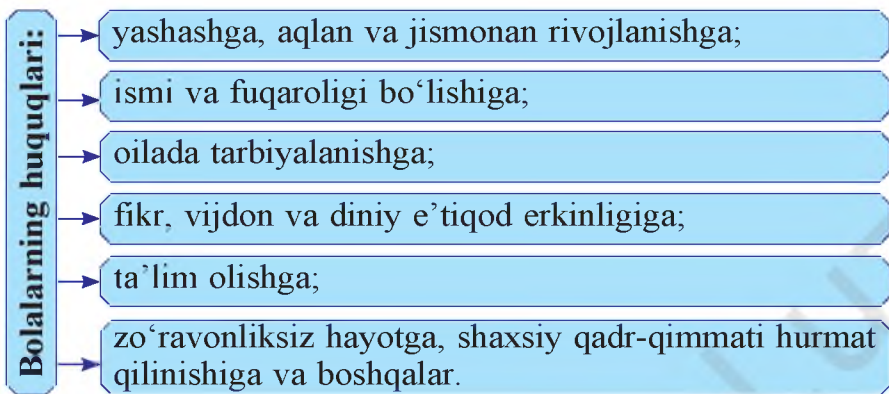 Bolalarning huquqlari:
yashashga, aqlan va jismonan rivojlanishga;
ismi va fuqaroligi bo‘lishiga;
oilada tarbiyalanishga;
fikr, vijdon va diniy e’tiqod erkinligiga;
ta’lim olishga;
zo‘ravonliksiz hayotga, shaxsiy qadr-qimmati hurmat
qilinishiga va boshqalar.